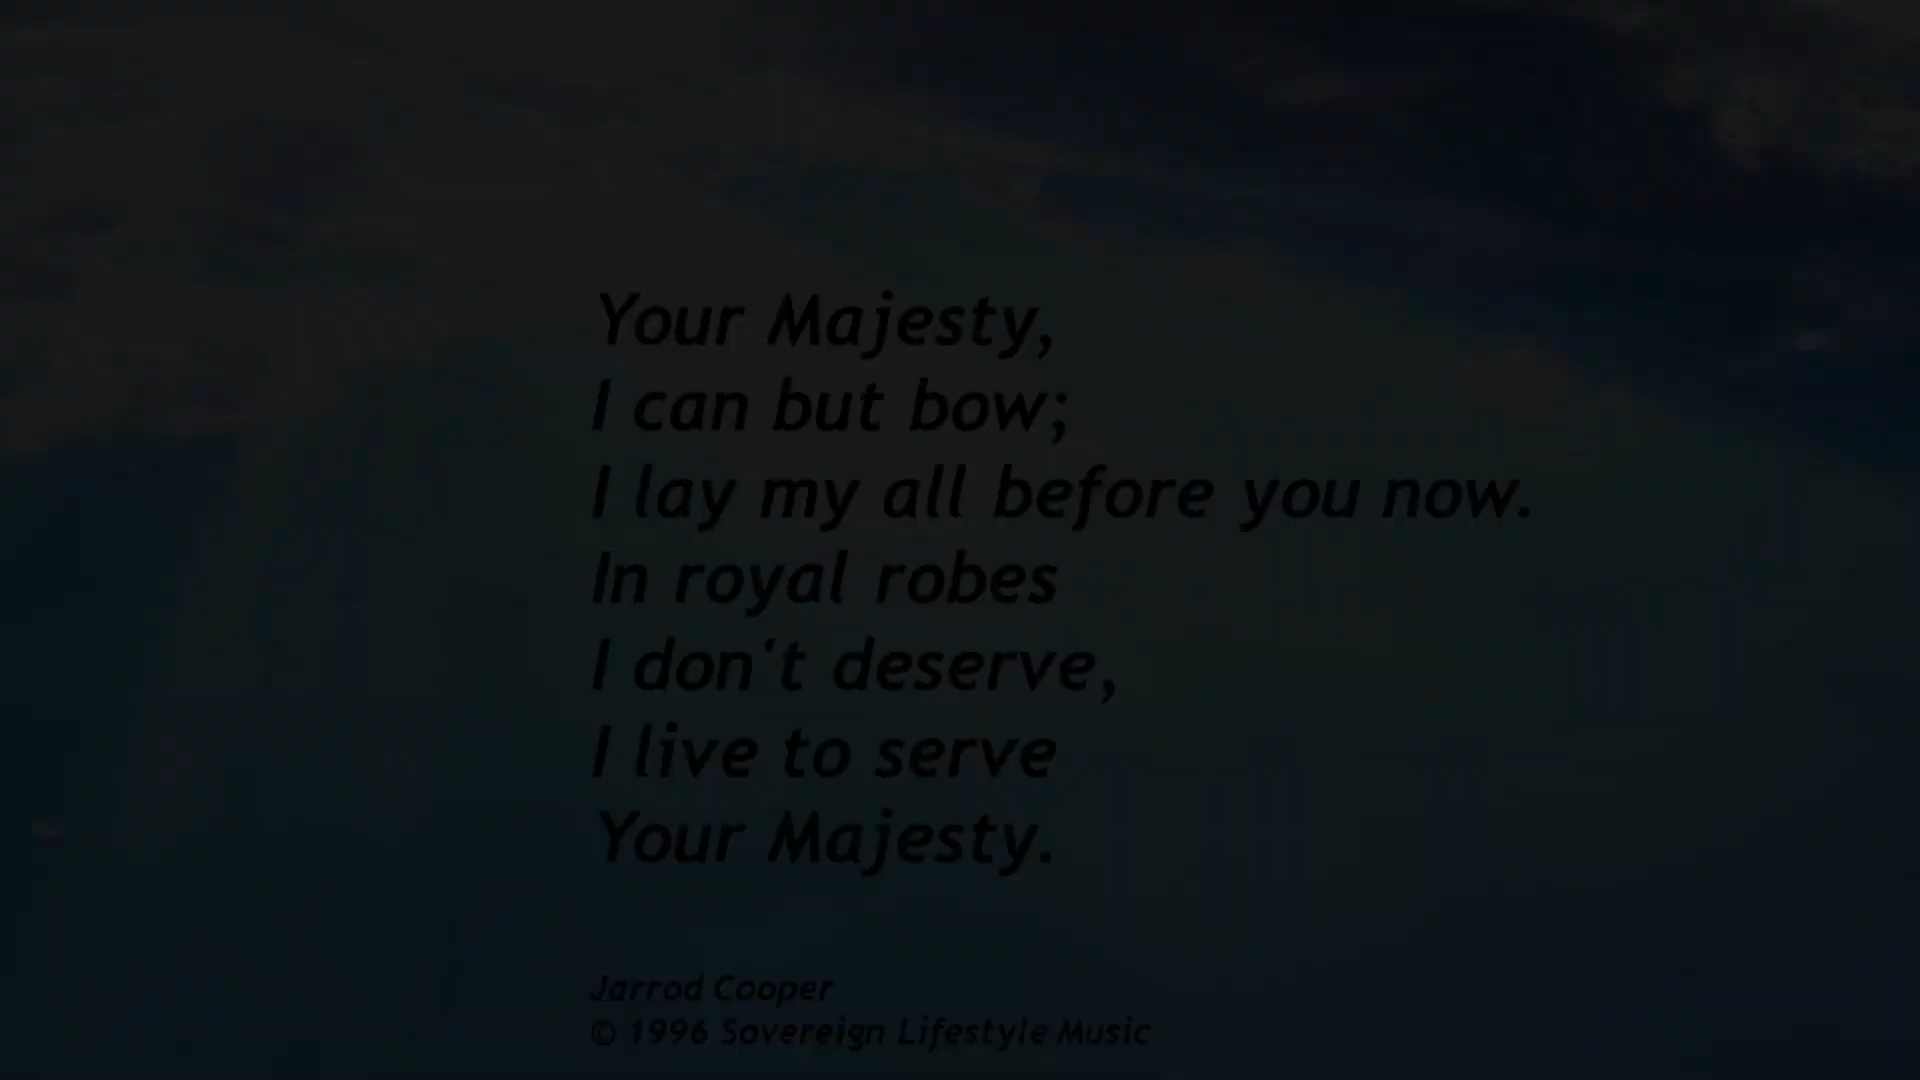 Your Majesty,
I can but bow;
I lay my all before you now.
In royal robes
I don't deserve,
I live to serve
Your Majesty.
Jarrod Cooper
© 1996 Sovereign Lifestyle Music